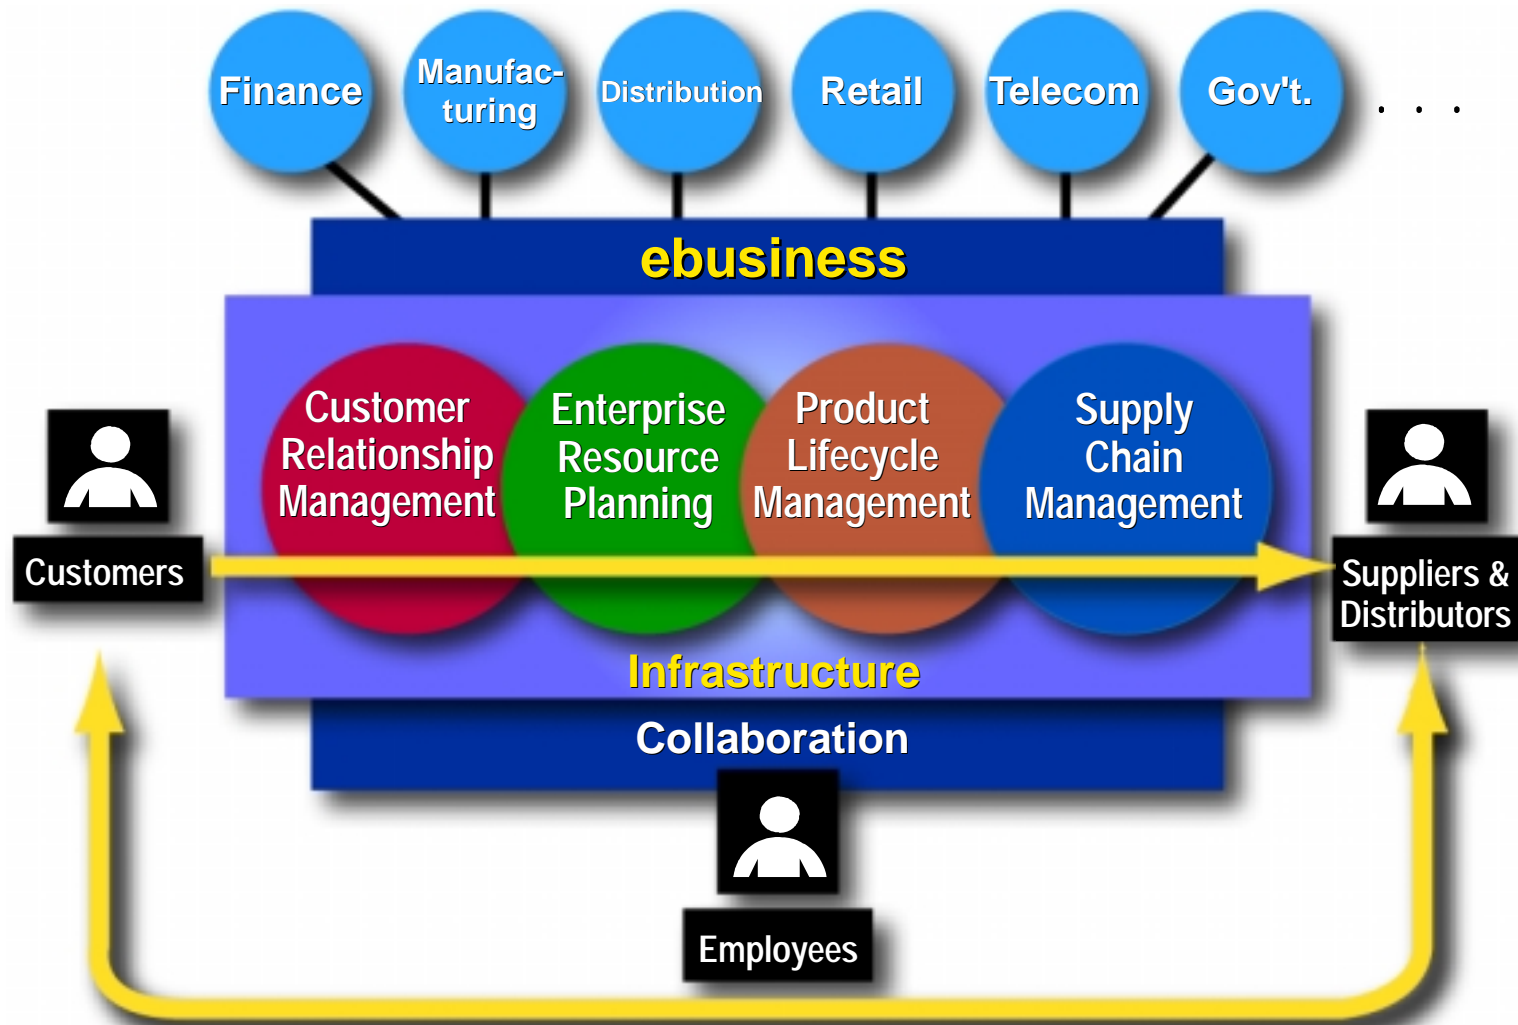 Finance
Manufac-
turing
Distribution
Retail
Telecom
Gov't.
. . .
ebusiness
Customer
Relationship
Management
Enterprise
Resource
Planning
Product
Lifecycle
Management
Supply
Chain
Management
Customers
Suppliers &
Distributors
Infrastructure
Collaboration
Employees